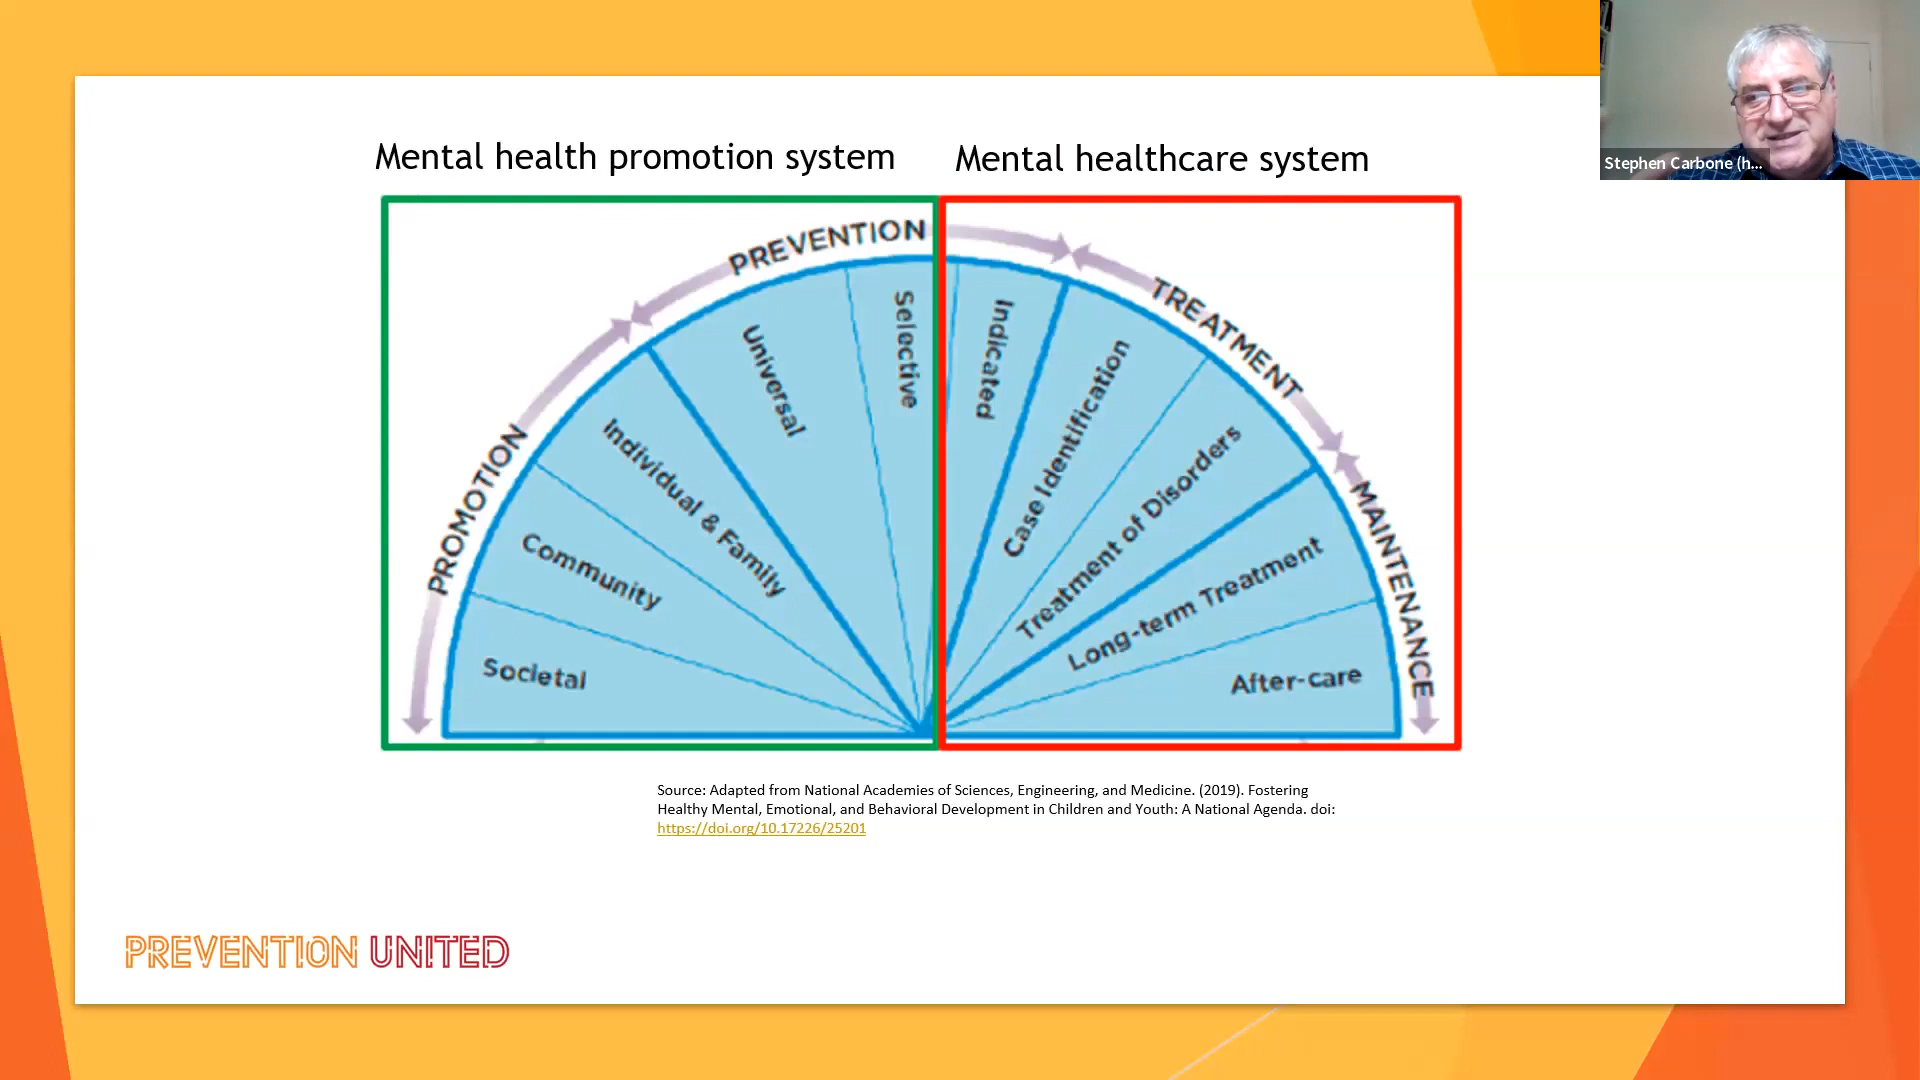 Stephen Carbone (h...
Mental health promotion system
Mental healthcare system
PROMOTION
PREVENTION
TREATMENT
MAINTENANCE
Societal
Community
Individual & Family
Universal
Selective
Indicated
Case Identification
Treatment of Disorders
Long-term Treatment
After-care
Source: Adapted from National Academies of Sciences, Engineering, and Medicine. (2019). Fostering
Healthy Mental, Emotional, and Behavioral Development in Children and Youth: A National Agenda. doi:
https://doi.org/10.17226/25201
PREVENTION UNITED